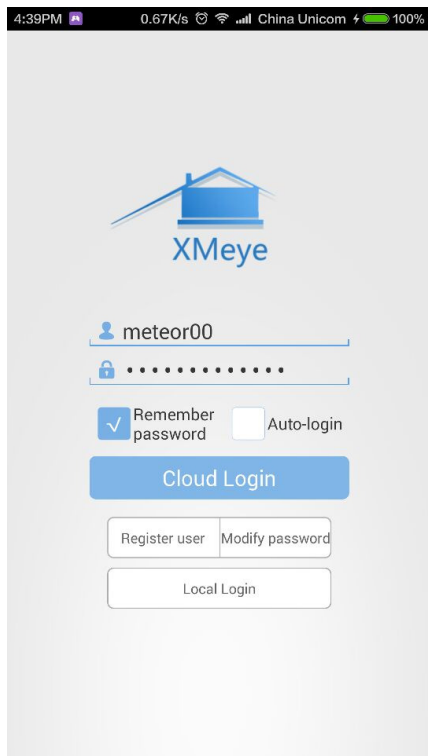 4:39PM 0.67K/s China Unicom 100%
XMeye
meteor00
•••••••••••••
Remember password
Auto-login
Cloud Login
Register user Modify password
Local Login